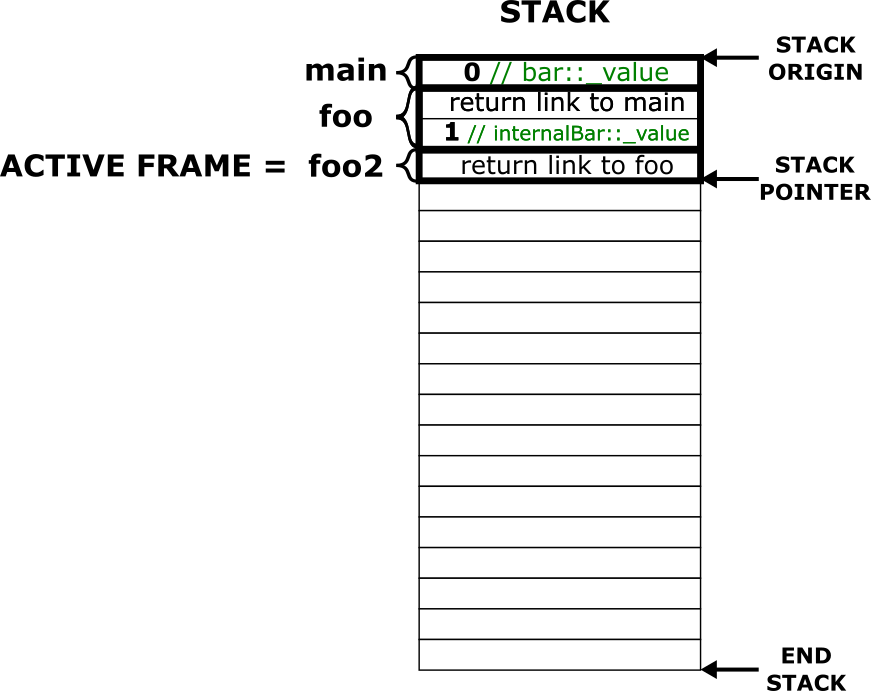 STACK
STACK
ORIGIN
main
0 // bar::_value
return link to main
foo
1 // internalBar::_value
ACTIVE FRAME = foo2
return link to foo
STACK
POINTER
END
STACK